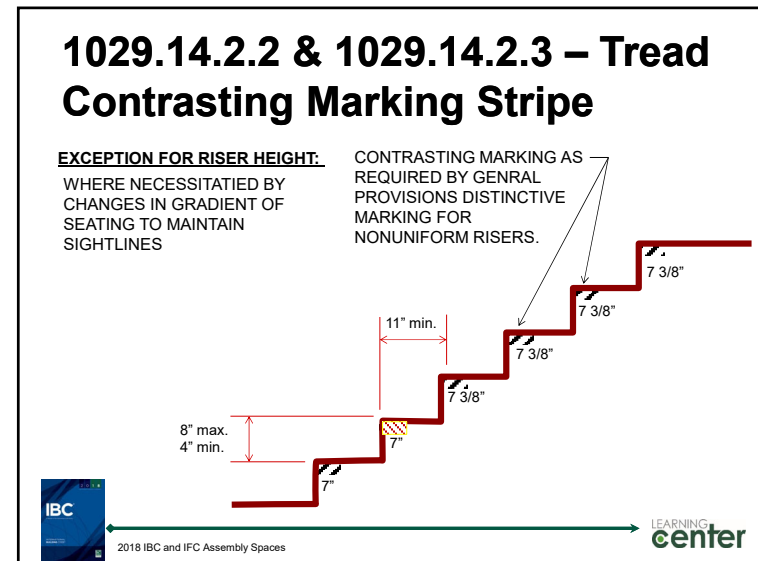 1029.14.2.2 & 1029.14.2.3 – Tread
Contrasting Marking Stripe
EXCEPTION FOR RISER HEIGHT:
WHERE NECESSITATIED BY
CHANGES IN GRADIENT OF
SEATING TO MAINTAIN
SIGHTLINES
CONTRASTING MARKING AS
REQUIRED BY GENRAL
PROVISIONS DISTINCTIVE
MARKING FOR
NONUNIFORM RISERS.
7 3/8”
7 3/8”
11” min.
7 3/8”
7 3/8”
8” max.
4” min.
7”
7”
IBC
2018 IBC and IFC Assembly Spaces
LEARNING
center